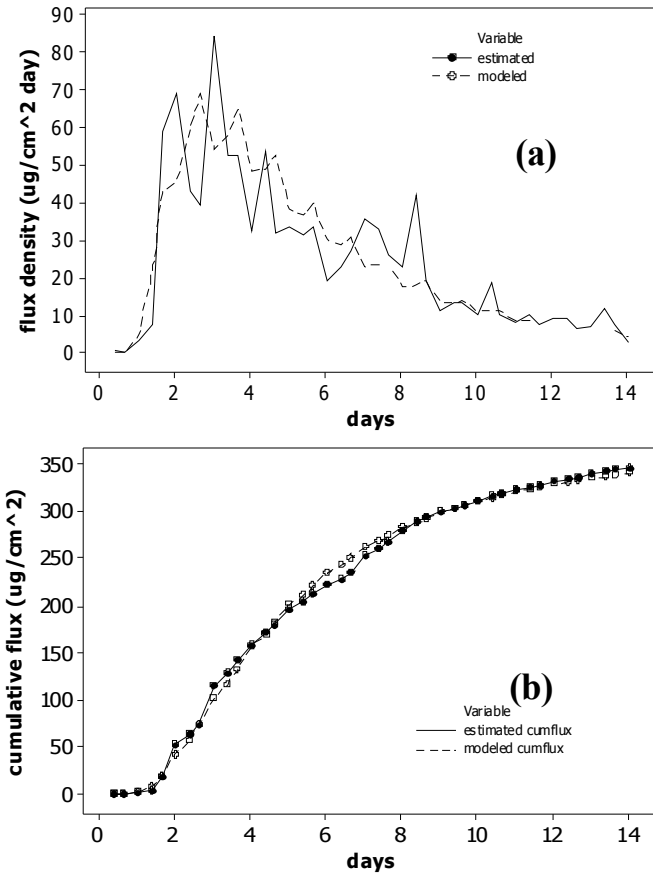 90
80
70
60
50
40
30
20
10
0
flux density (ug/cm^2 day)
Variable
estimated
modeled
(a)
0 2 4 6 8 10 12 14
days
350
300
250
200
150
100
50
0
cumulative flux (ug/cm^2)
(b)
Variable
estimated cumflux
modeled cumflux
0 2 4 6 8 10 12 14
days